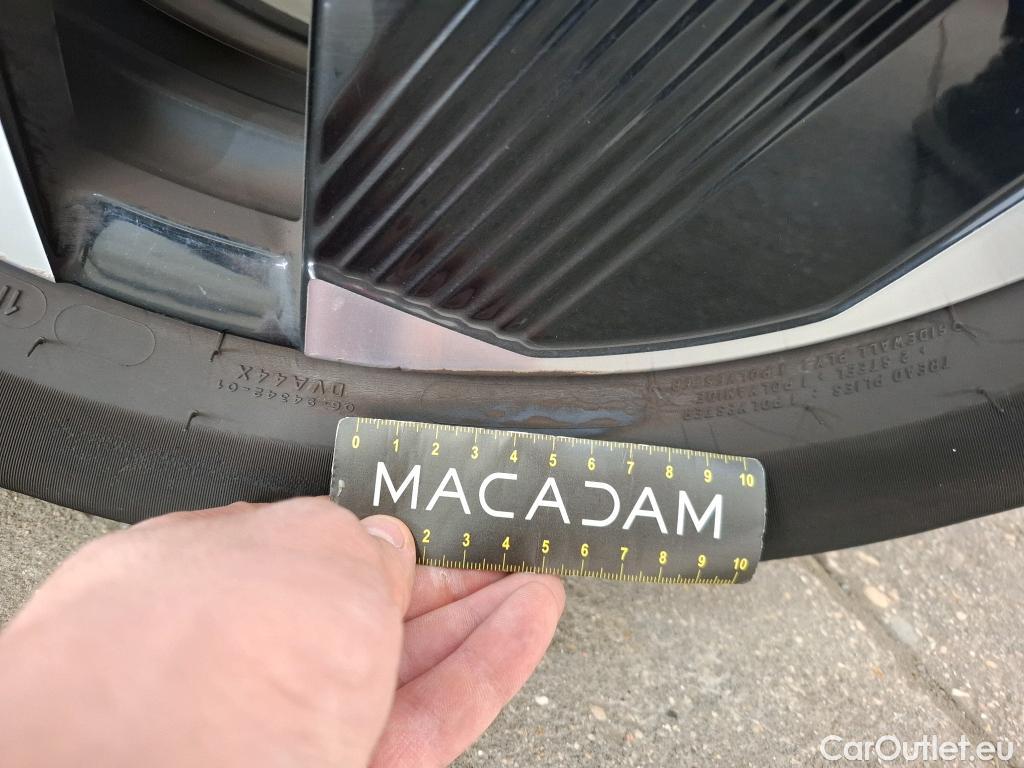 SIDEWALL PLY: 2 POLYESTER
TREAD PLIES: 1 POLYAMIDE
2 STEEL, 1 POLYESTER
DVA44X
0 1 2 3 4 5 6 7 8 9 10
MACADAM
2 3 4 5 6 7 8 9 10
CarOutlet.eu